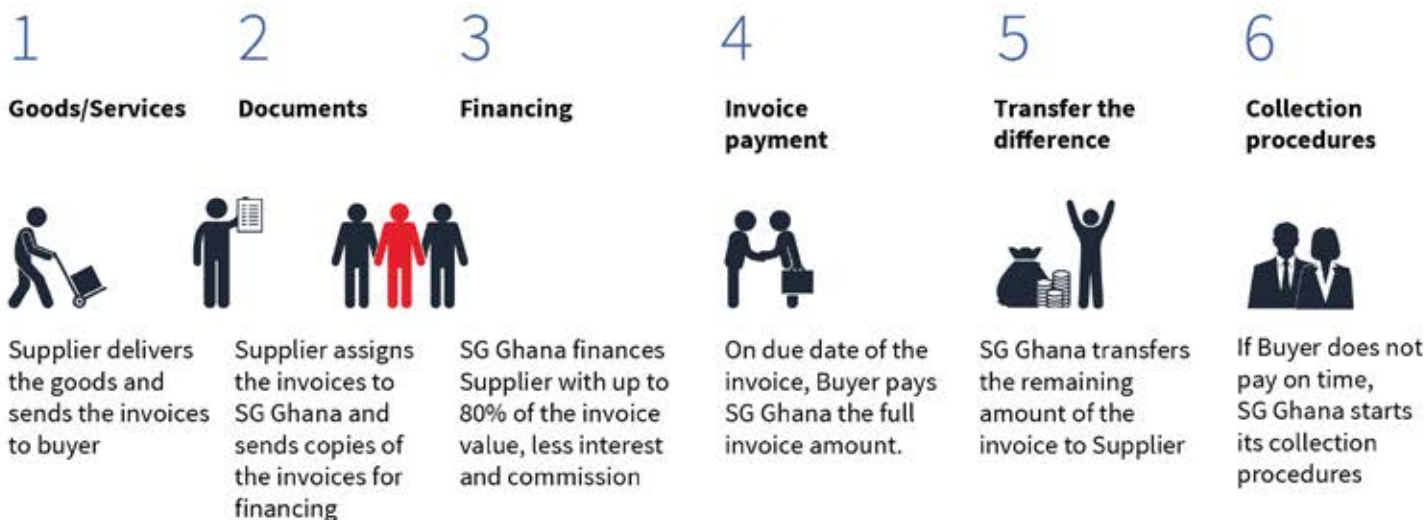 1
Goods/Services
Supplier delivers
the goods and
sends the invoices
to buyer
2
Documents
Supplier assigns
the invoices to
SG Ghana and
sends copies of
the invoices for
financing
3
Financing
SG Ghana finances
Supplier with up to
80% of the invoice
value, less interest
and commission
4
Invoice
payment
On due date of the
invoice, Buyer pays
SG Ghana the full
invoice amount.
5
Transfer the
difference
SG Ghana transfers
the remaining
amount of the
invoice to Supplier
6
Collection
procedures
If Buyer does not
pay on time,
SG Ghana starts
its collection
procedures